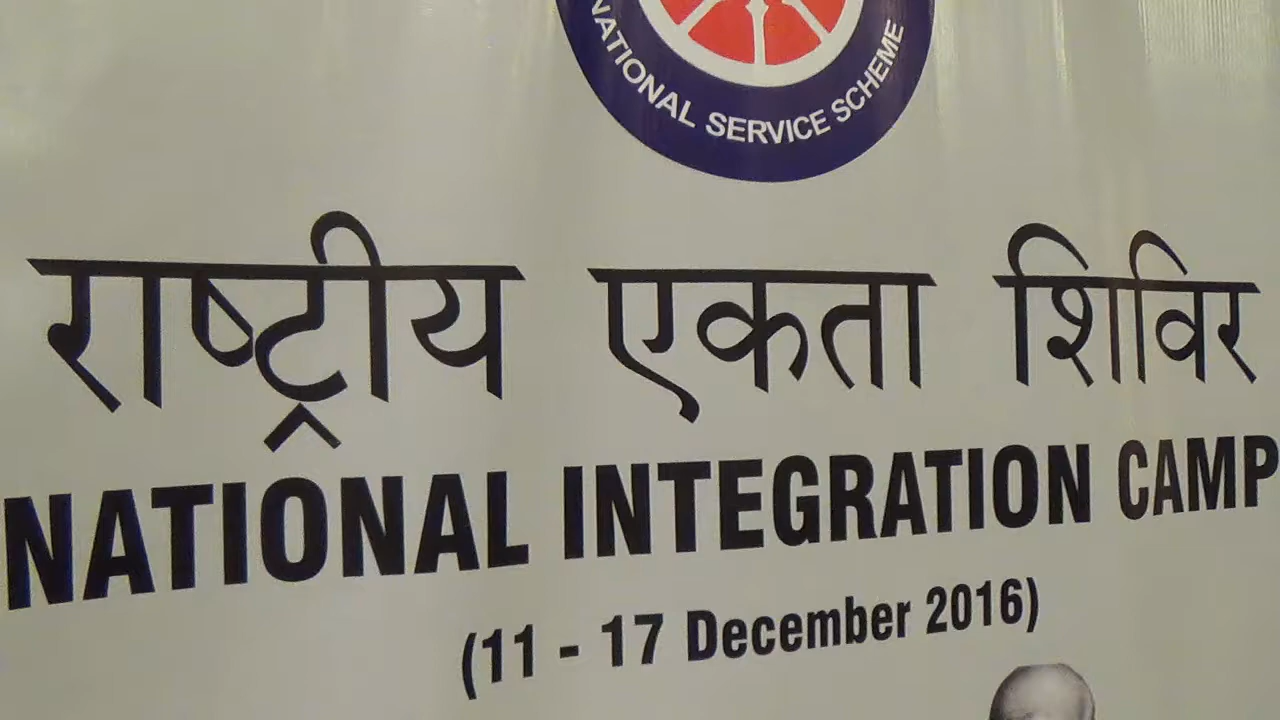 NATIONAL SERVICE SCHEME
राष्ट्रीय एकता शिविर
NATIONAL INTEGRATION CAMP
(11 - 17 December 2016)